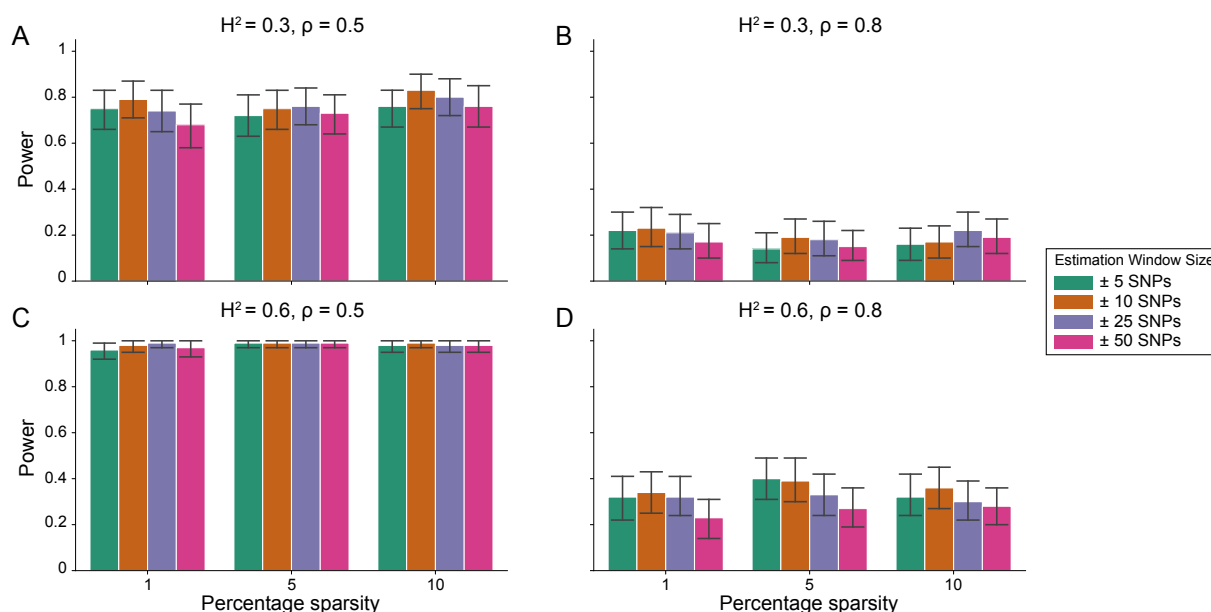 A
H² = 0.3, ρ = 0.5
1
0.8
0.6
0.4
0.2
0
Power
B
H² = 0.3, ρ = 0.8
C
H² = 0.6, ρ = 0.5
1
0.8
0.6
0.4
0.2
0
Power
1
5
10
Percentage sparsity
D
H² = 0.6, ρ = 0.8
1
5
10
Percentage sparsity
Estimation Window Size
± 5 SNPs
± 10 SNPs
± 25 SNPs
± 50 SNPs